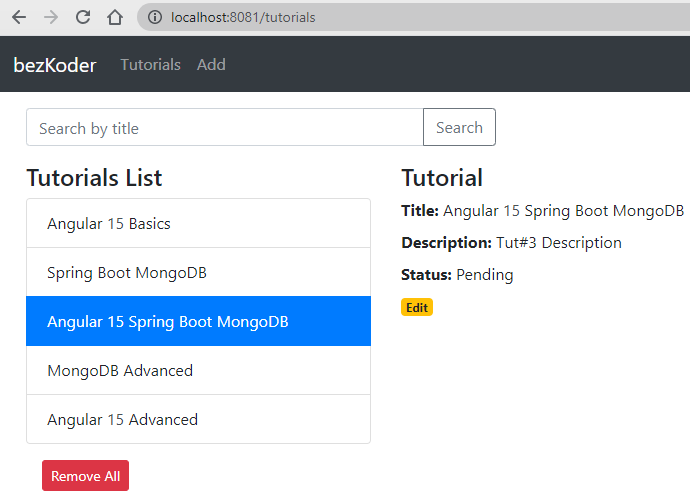 localhost:8081/tutorials
bezKoder Tutorials Add
Search by title Search
Tutorials List
Angular 15 Basics
Spring Boot MongoDB
Angular 15 Spring Boot MongoDB
MongoDB Advanced
Angular 15 Advanced
Remove All
Tutorial
Title: Angular 15 Spring Boot MongoDB
Description: Tut#3 Description
Status: Pending
Edit